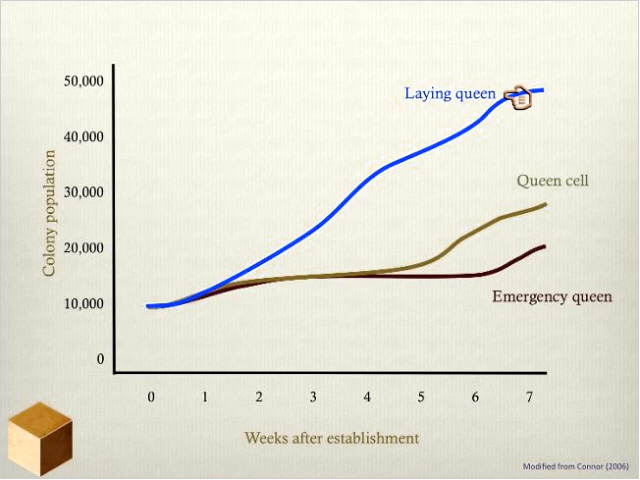 50,000
Laying queen
40,000
Queen cell
30,000
20,000
Emergency queen
10,000
0
Colony population
0 1 2 3 4 5 6 7
Weeks after establishment
Modified from Connor (2006)